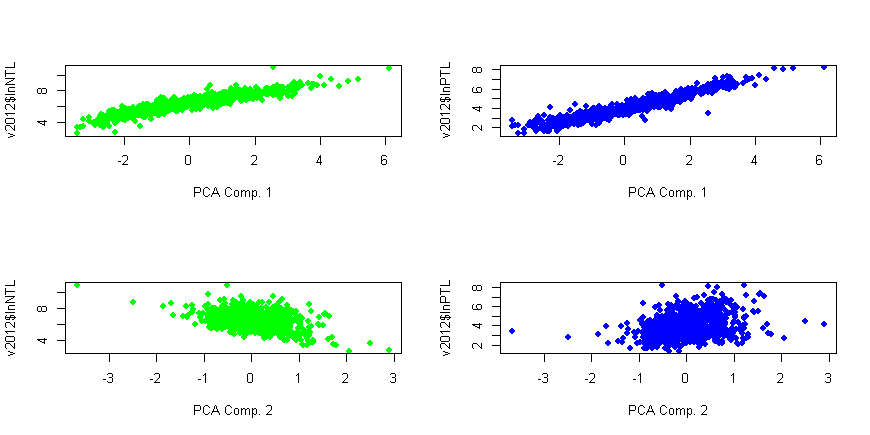 v2012$lnNTL
4 8
-2 0 2 4 6
PCA Comp. 1
v2012$lnPTL
2 4 6 8
-2 0 2 4 6
PCA Comp. 1
v2012$lnNTL
4 8
-3 -2 -1 0 1 2 3
PCA Comp. 2
v2012$lnPTL
2 4 6 8
-3 -2 -1 0 1 2 3
PCA Comp. 2